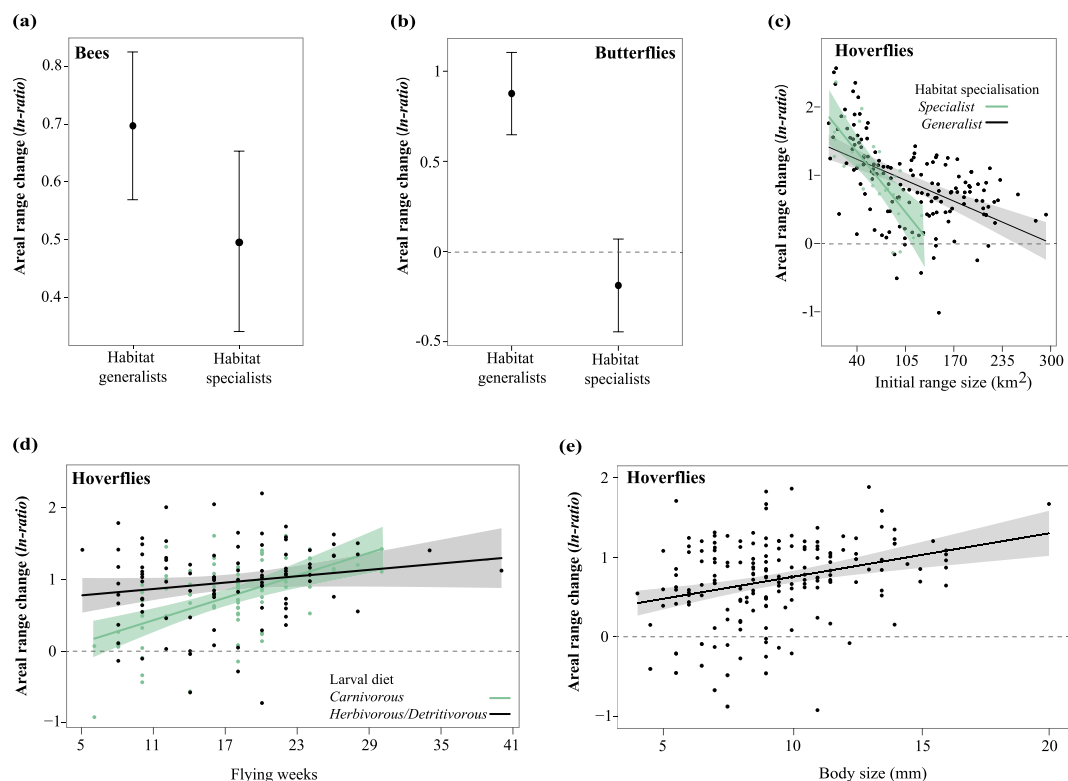 (a)
Bees
Areal range change (ln-ratio)
0.8
0.7
0.6
0.5
0.4
Habitat generalists
Habitat specialists
(b)
Butterflies
Areal range change (ln-ratio)
1
0.5
0
-0.5
Habitat generalists
Habitat specialists
(c)
Hoverflies
Habitat specialisation
Specialist
Generalist
Areal range change (ln-ratio)
2
1
0
-1
40 105 170 235 300
Initial range size (km²)
(d)
Hoverflies
Areal range change (ln-ratio)
2
1
0
−1
Larval diet
Carnivorous
Herbivorous/Detritivorous
5 11 17 23 29 35 41
Flying weeks
(e)
Hoverflies
Areal range change (ln-ratio)
2
1
0
−1
5 10 15 20
Body size (mm)